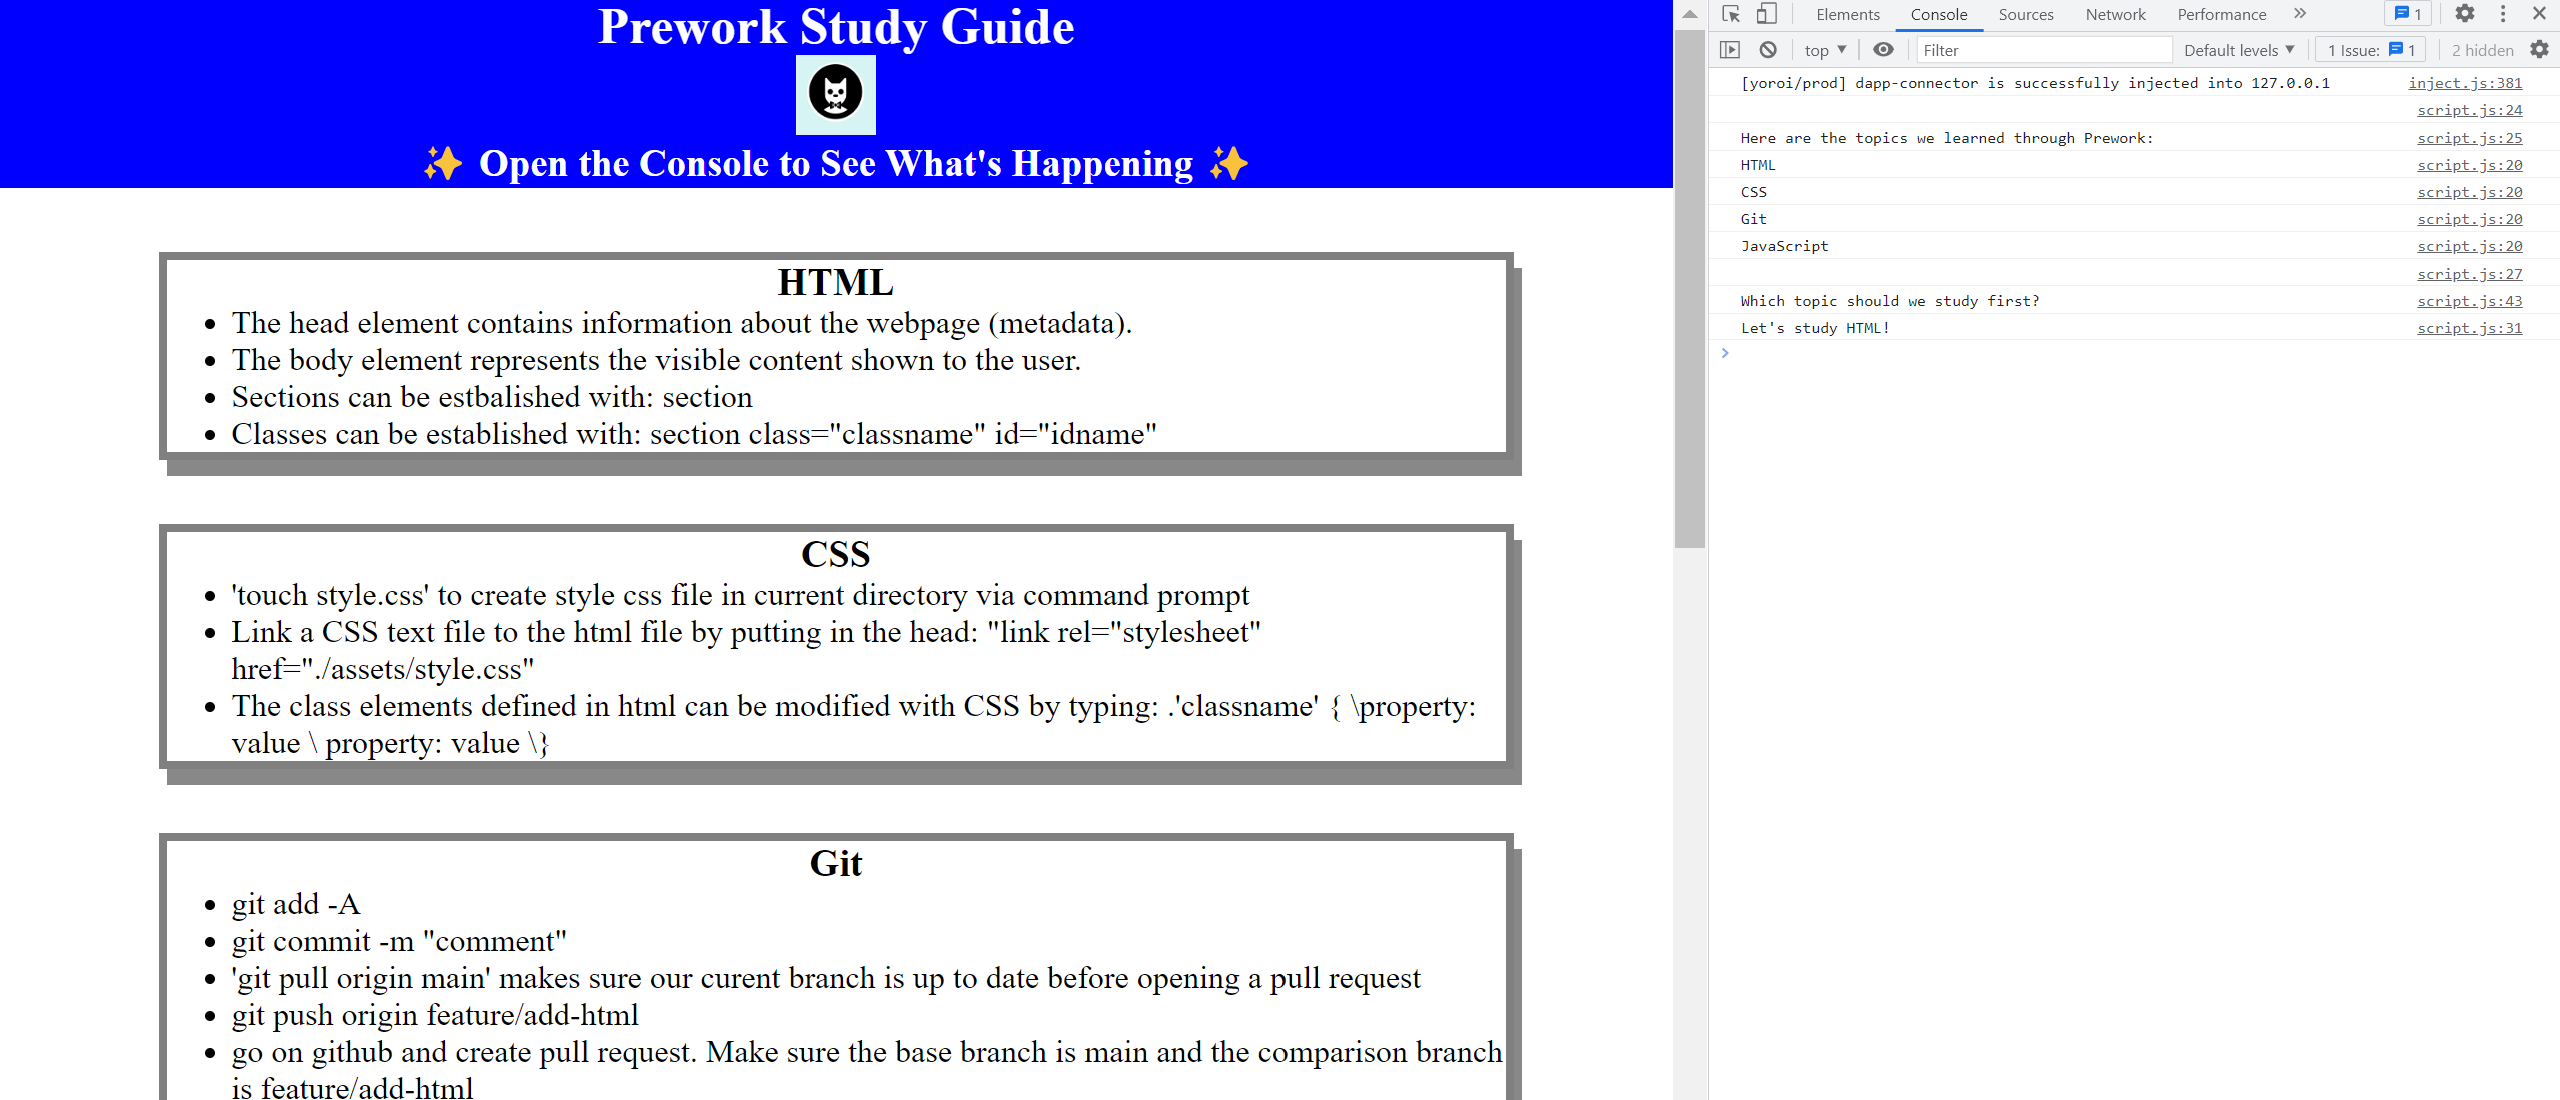 Prework Study Guide
✨ Open the Console to See What's Happening ✨
HTML
• The head element contains information about the webpage (metadata).
• The body element represents the visible content shown to the user.
• Sections can be estbalished with: section
• Classes can be established with: section class="classname" id="idname"
CSS
• 'touch style.css' to create style css file in current directory via command prompt
• Link a CSS text file to the html file by putting in the head: "link rel="stylesheet"
href="./assets/style.css"
• The class elements defined in html can be modified with CSS by typing: .'classname' { \property:
value \ property: value \}
Git
• git add -A
• git commit -m "comment"
• 'git pull origin main' makes sure our curent branch is up to date before opening a pull request
• git push origin feature/add-html
• go on github and create pull request. Make sure the base branch is main and the comparison branch
is feature/add-html
Elements Console Sources Network Performance » 1
top ▼ Filter Default levels ▼ 1 Issue: 1 2 hidden
[yoroi/prod] dapp-connector is successfully injected into 127.0.0.1 inject.js:381
script.js:24
Here are the topics we learned through Prework: script.js:25
HTML script.js:20
CSS script.js:20
Git script.js:20
JavaScript script.js:20
script.js:27
Which topic should we study first? script.js:43
Let's study HTML! script.js:31
>